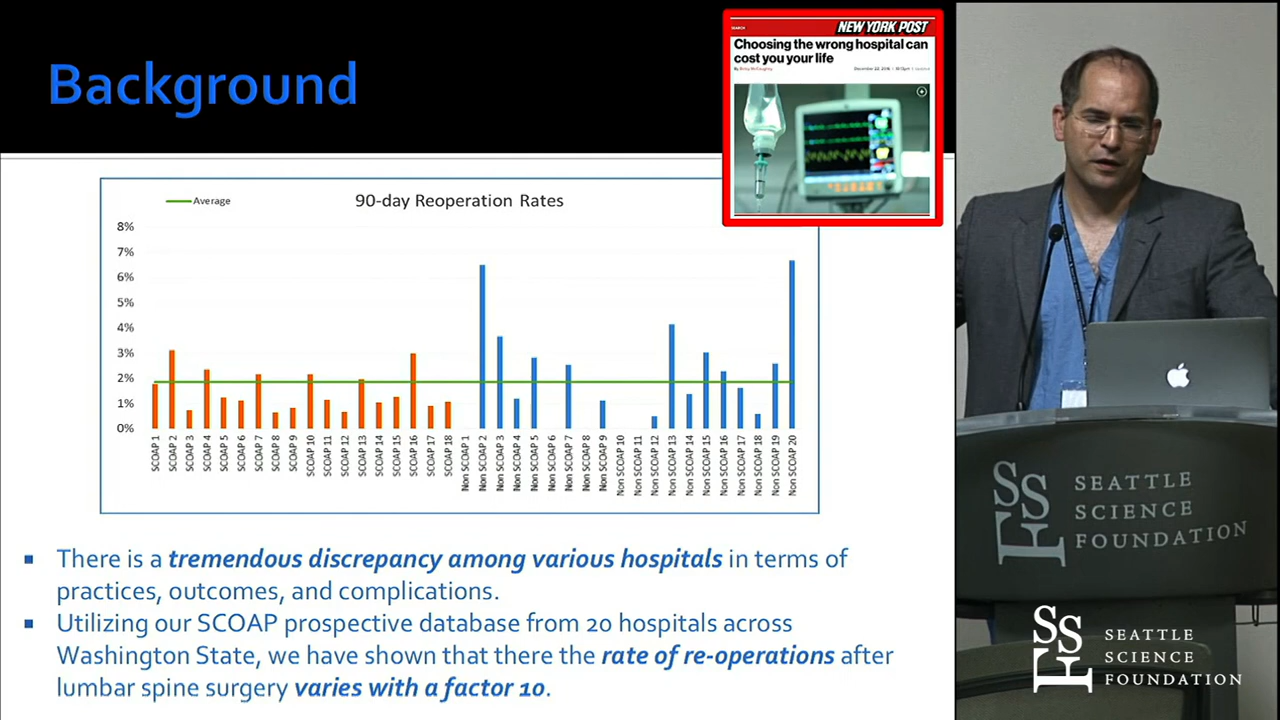 Background
SEARCH
NEW YORK POST
Choosing the wrong hospital can
cost you your life
Average
90-day Reoperation Rates
8%
7%
6%
5%
4%
3%
2%
1%
0%
SCOAP 1
SCOAP 2
SCOAP 3
SCOAP 4
SCOAP 5
SCOAP 6
SCOAP 7
SCOAP 8
SCOAP 9
SCOAP 10
SCOAP 11
SCOAP 12
SCOAP 13
SCOAP 14
SCOAP 15
SCOAP 16
SCOAP 17
SCOAP 18
Non SCOAP 1
Non SCOAP 2
Non SCOAP 3
Non SCOAP 4
Non SCOAP 5
Non SCOAP 6
Non SCOAP 7
Non SCOAP 8
Non SCOAP 9
Non SCOAP 10
Non SCOAP 11
Non SCOAP 12
Non SCOAP 13
Non SCOAP 14
Non SCOAP 15
Non SCOAP 16
Non SCOAP 17
Non SCOAP 18
Non SCOAP 19
Non SCOAP 20
There is a tremendous discrepancy among various hospitals in terms of
practices, outcomes, and complications.
Utilizing our SCOAP prospective database from 20 hospitals across
Washington State, we have shown that there the rate of re-operations after
lumbar spine surgery varies with a factor 10.
SSF
SEATTLE
SCIENCE
FOUNDATION
SSF
SEATTLE
SCIENCE
FOUNDATION